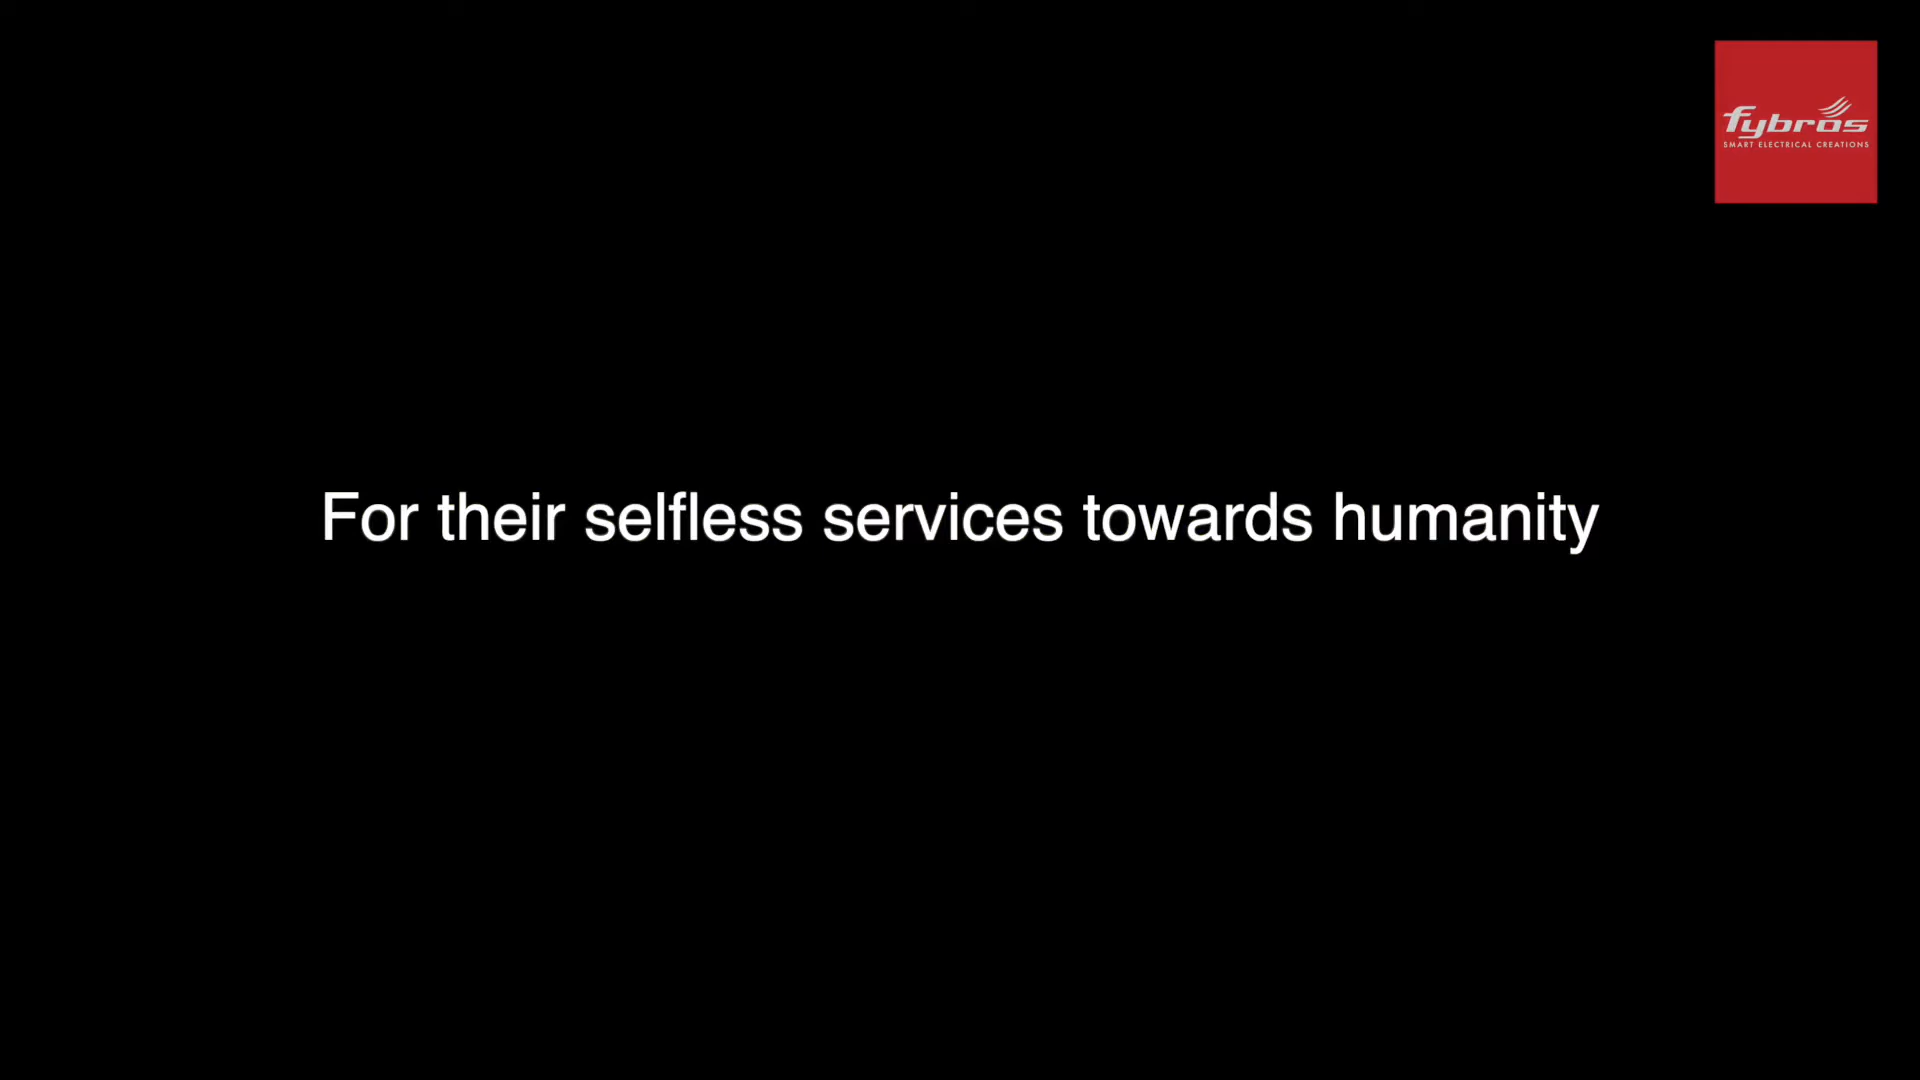 fybros
SMART ELECTRICAL CREATIONS
For their selfless services towards humanity